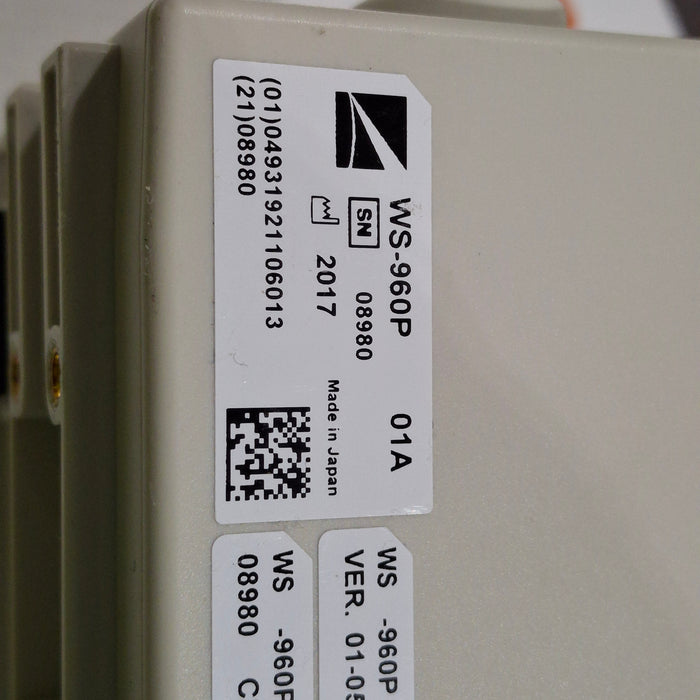 WS-960P 01A
SN 08980
2017 Made in Japan
(01)04931921106013
(21)08980
WS -960P
VER. 01-05
WS -960P
08980 C